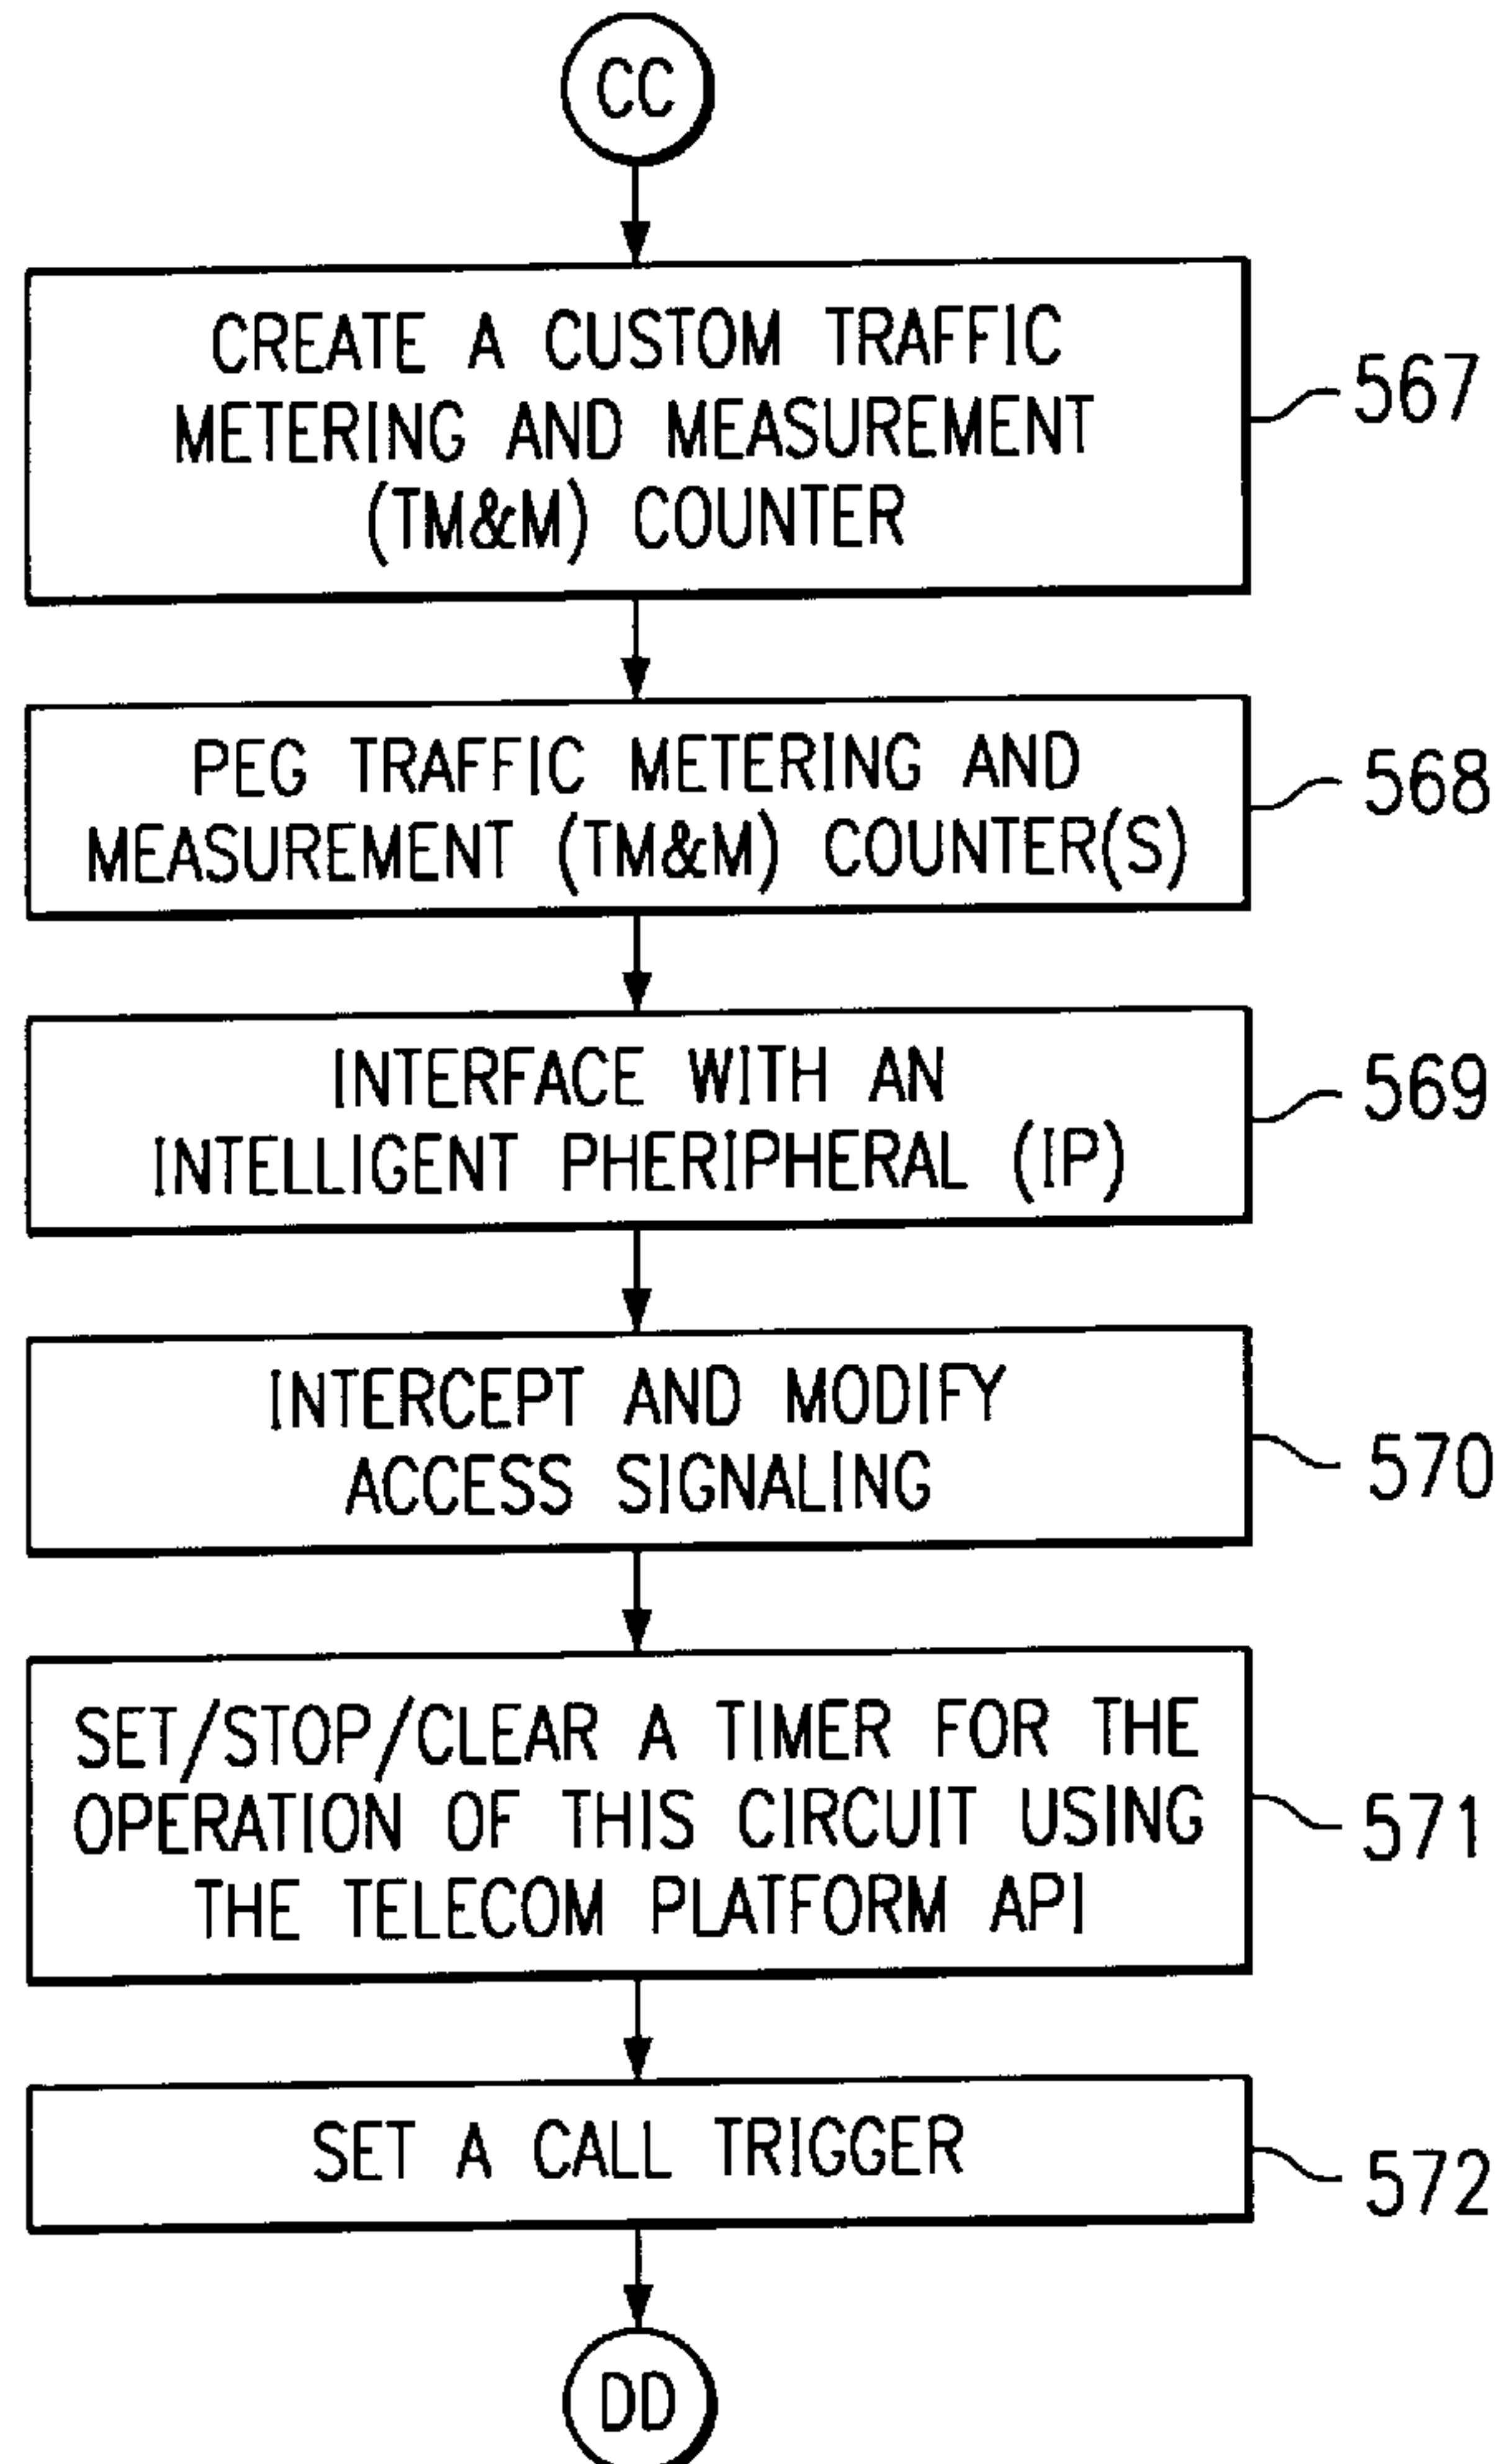 CC
CREATE A CUSTOM TRAFFIC
METERING AND MEASUREMENT
(TM&M) COUNTER
567
PEG TRAFFIC METERING AND
MEASUREMENT (TM&M) COUNTER(S)
568
INTERFACE WITH AN
INTELLIGENT PHERIPHERAL (IP)
569
INTERCEPT AND MODIFY
ACCESS SIGNALING
570
SET/STOP/CLEAR A TIMER FOR THE
OPERATION OF THIS CIRCUIT USING
THE TELECOM PLATFORM API
571
SET A CALL TRIGGER
572
DD